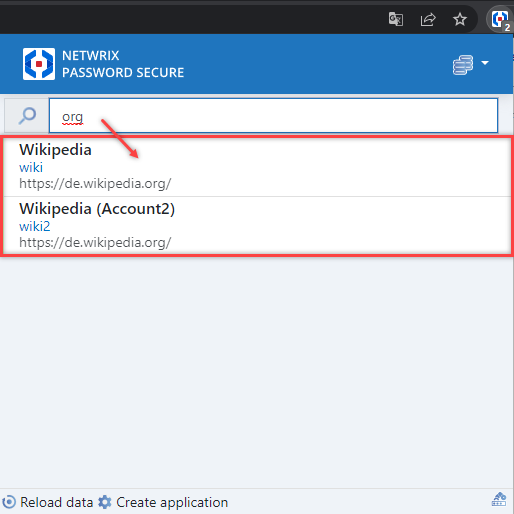 2
NETWRIX
PASSWORD SECURE
org
Wikipedia
wiki
https://de.wikipedia.org/
Wikipedia (Account2)
wiki2
https://de.wikipedia.org/
Reload data Create application